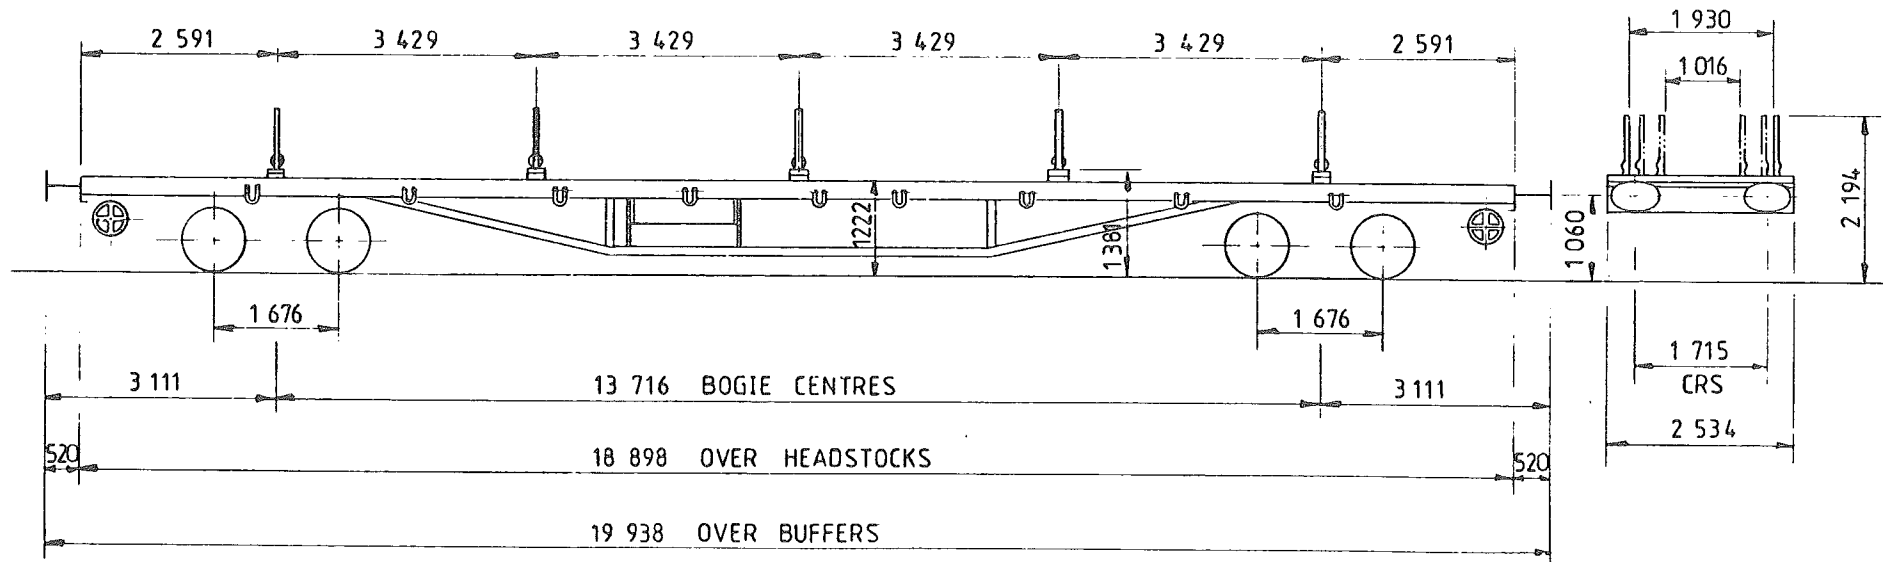 2 591 3 429 3 429 3 429 3 429 2 591
1 930
1 016
1222
1 381
1 060
2 194
1 676 1 676
3 111 13 716 BOGIE CENTRES 3 111
1 715
CRS
2 534
520 18 898 OVER HEADSTOCKS 520
19 938 OVER BUFFERS